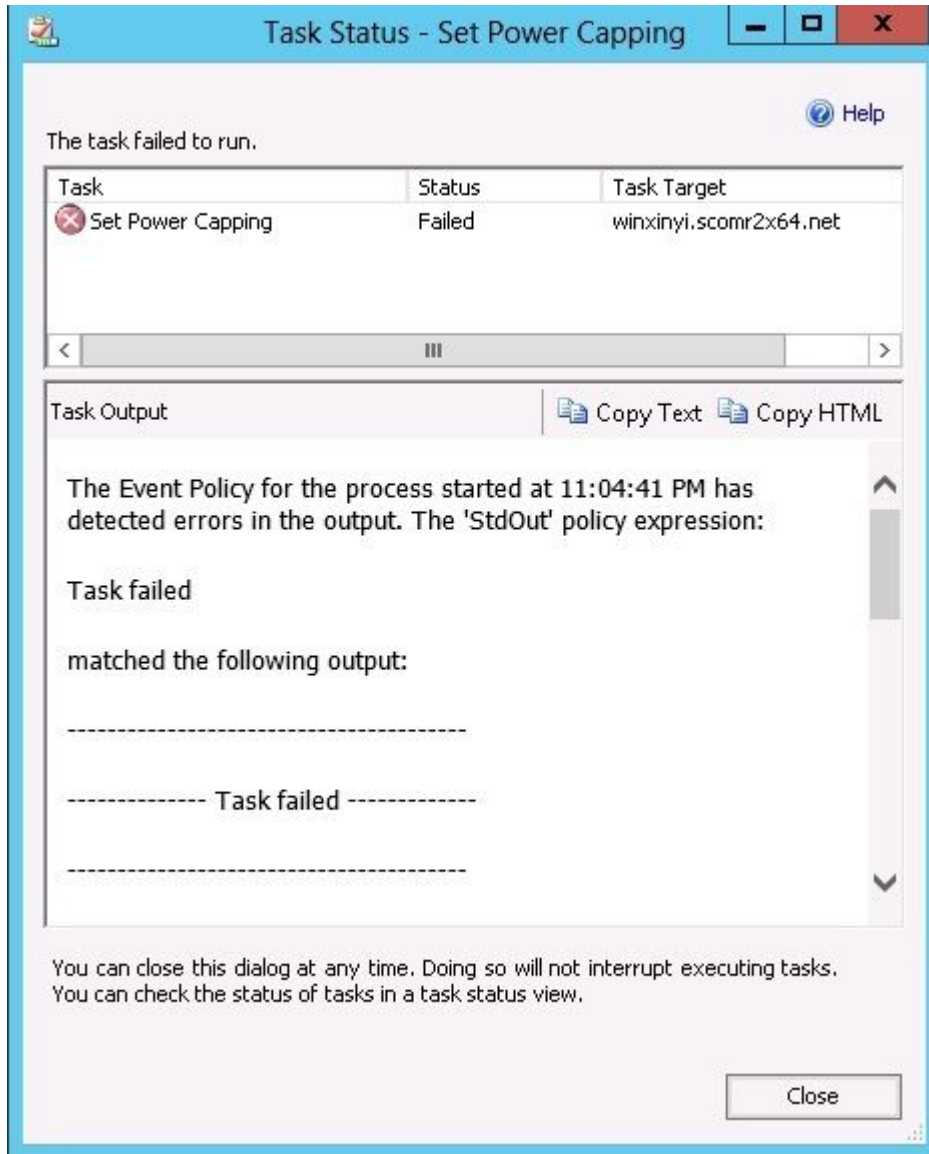 Task Status - Set Power Capping
Help
The task failed to run.
Task Status Task Target
Set Power Capping Failed winxinyi.scomr2x64.net
Task Output Copy Text Copy HTML
The Event Policy for the process started at 11:04:41 PM has
detected errors in the output. The 'StdOut' policy expression:
Task failed
matched the following output:
----------------------------------------
-------------- Task failed -------------
----------------------------------------
You can close this dialog at any time. Doing so will not interrupt executing tasks.
You can check the status of tasks in a task status view.
Close